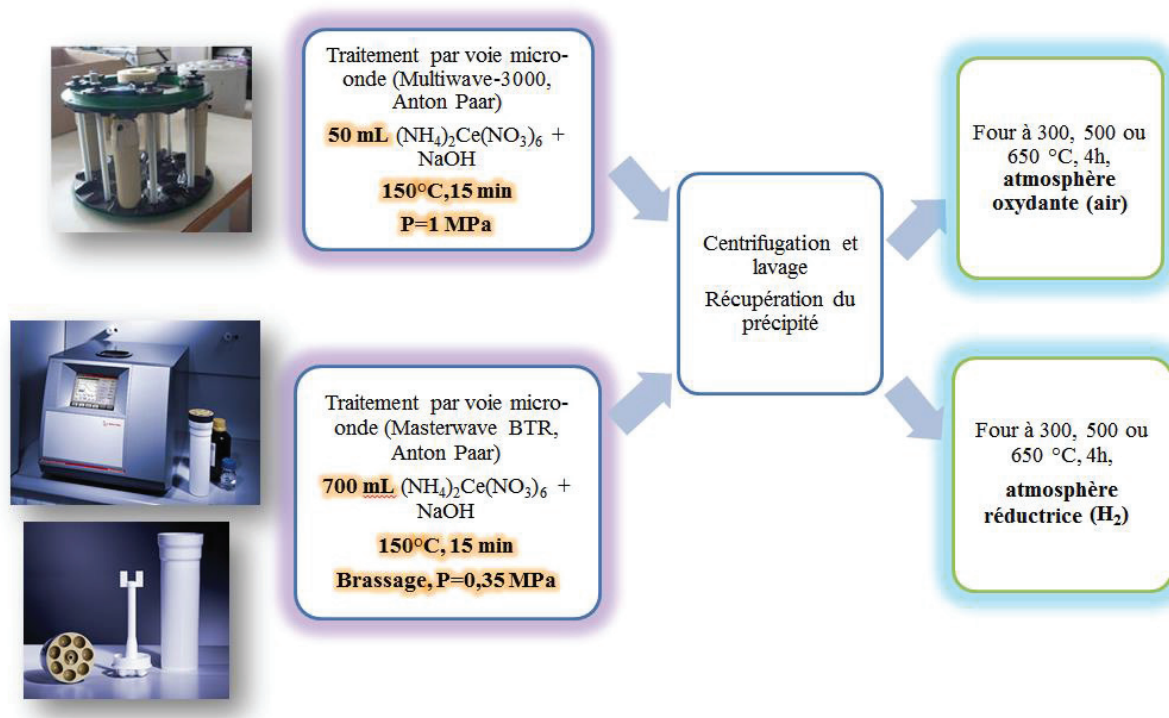 Traitement par voie micro-
onde (Multiwave-3000,
Anton Paar)
50 mL (NH₄)₂Ce(NO₃)₆ +
NaOH
150°C,15 min
P=1 MPa
Traitement par voie micro-
onde (Masterwave BTR,
Anton Paar)
700 mL (NH₄)₂Ce(NO₃)₆ +
NaOH
150°C, 15 min
Brassage, P=0,35 MPa
Centrifugation et
lavage
Récupération du
précipité
Four à 300, 500 ou
650 °C, 4h,
atmosphère
oxydante (air)
Four à 300, 500 ou
650 °C, 4h,
atmosphère
réductrice (H₂)